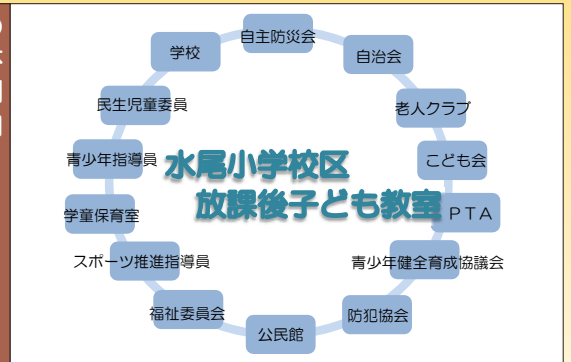 自主防災会
自治会
老人クラブ
こども会
ＰＴＡ
青少年健全育成協議会
防犯協会
公民館
福祉委員会
スポーツ推進指導員
学童保育室
青少年指導員
民生児童委員
学校
水尾小学校区
放課後子ども教室